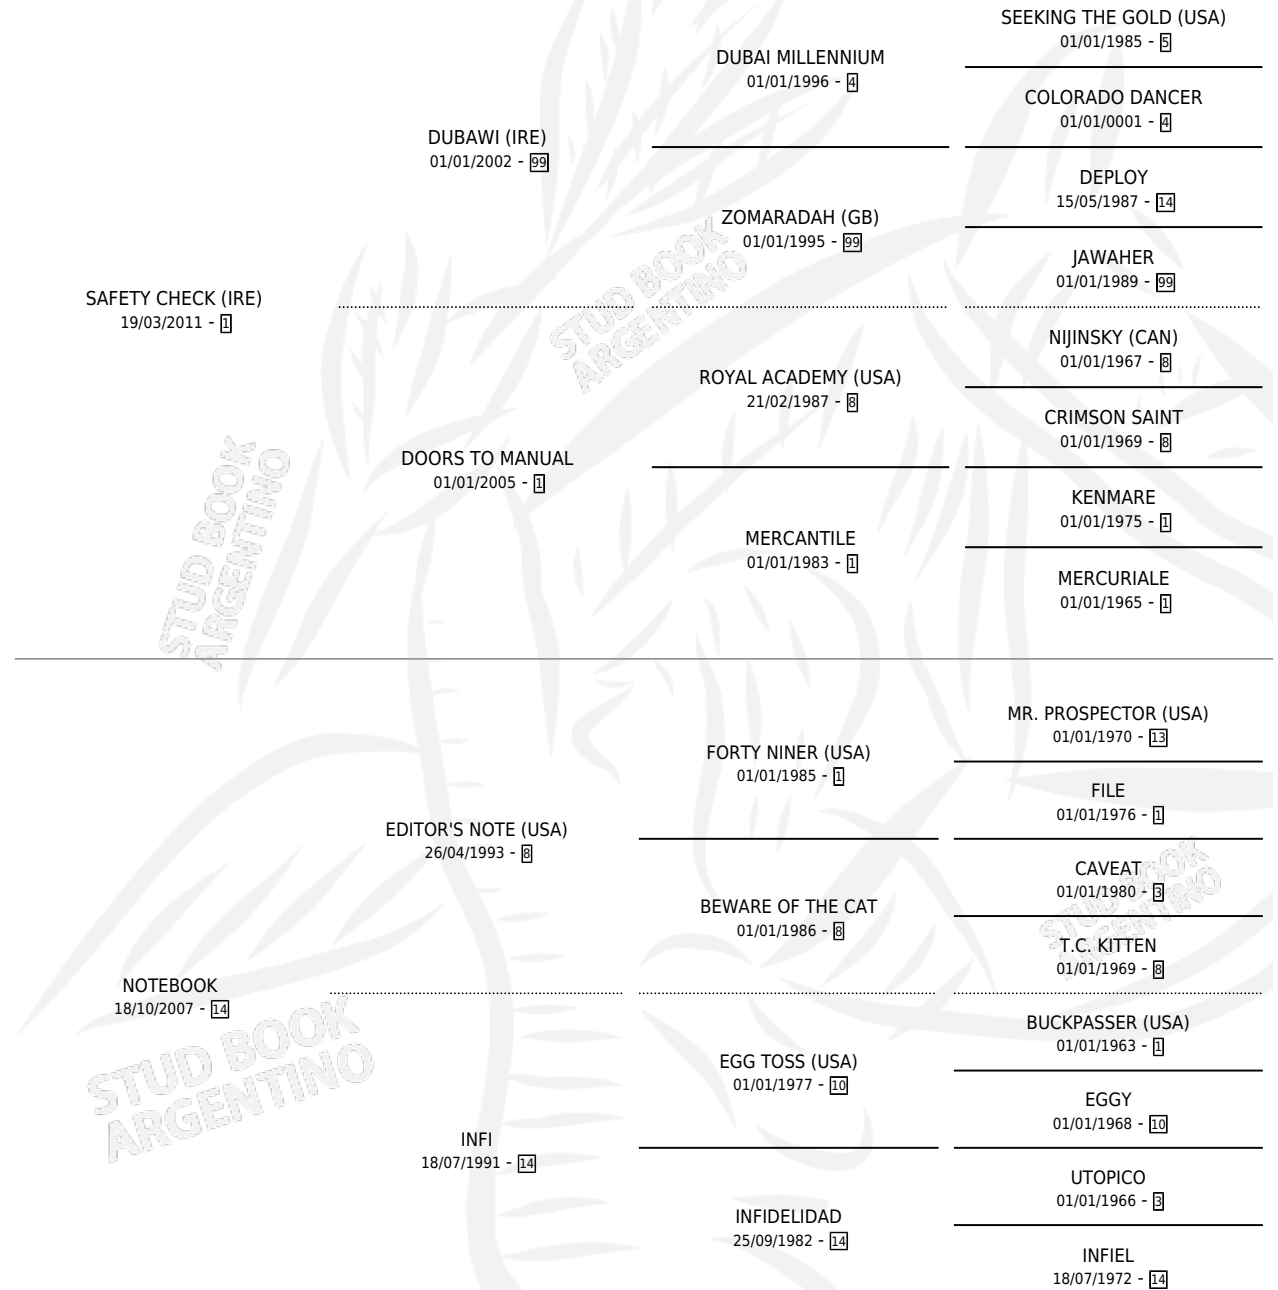 SEEKING THE GOLD (USA)
01/01/1985 - 5
DUBAI MILLENNIUM
01/01/1996 - 4
COLORADO DANCER
01/01/0001 - 4
DUBAWI (IRE)
01/01/2002 - 99
DEPLOY
15/05/1987 - 14
ZOMARADAH (GB)
01/01/1995 - 99
JAWAHER
01/01/1989 - 99
SAFETY CHECK (IRE)
19/03/2011 - 1
NIJINSKY (CAN)
01/01/1967 - 8
ROYAL ACADEMY (USA)
21/02/1987 - 8
CRIMSON SAINT
01/01/1969 - 8
DOORS TO MANUAL
01/01/2005 - 1
KENMARE
01/01/1975 - 1
MERCANTILE
01/01/1983 - 1
MERCURIALE
01/01/1965 - 1
MR. PROSPECTOR (USA)
01/01/1970 - 13
FORTY NINER (USA)
01/01/1985 - 1
FILE
01/01/1976 - 1
EDITOR'S NOTE (USA)
26/04/1993 - 8
CAVEAT
01/01/1980 - 3
BEWARE OF THE CAT
01/01/1986 - 8
T.C. KITTEN
01/01/1969 - 8
NOTEBOOK
18/10/2007 - 14
BUCKPASSER (USA)
01/01/1963 - 1
EGG TOSS (USA)
01/01/1977 - 10
EGGY
01/01/1968 - 10
INFI
18/07/1991 - 14
UTOPICO
01/01/1966 - 3
INFIDELIDAD
25/09/1982 - 14
INFIEL
18/07/1972 - 14
STUD BOOK
ARGENTINO
STUD BOOK
ARGENTINO
STUD BOOK
ARGENTINO
STUD BOOK
ARGENTINO